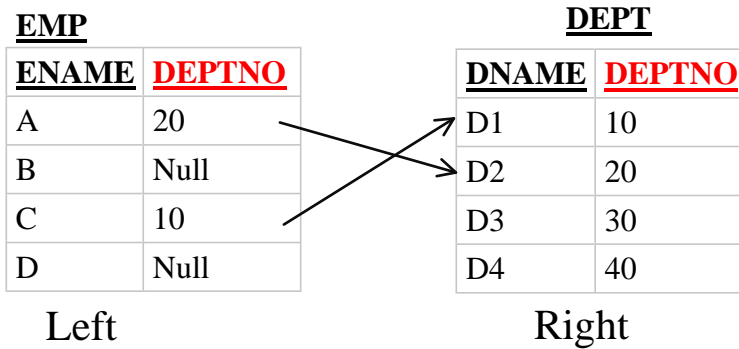 EMP
ENAME DEPTNO
A 20
B Null
C 10
D Null
Left
DEPT
DNAME DEPTNO
D1 10
D2 20
D3 30
D4 40
Right